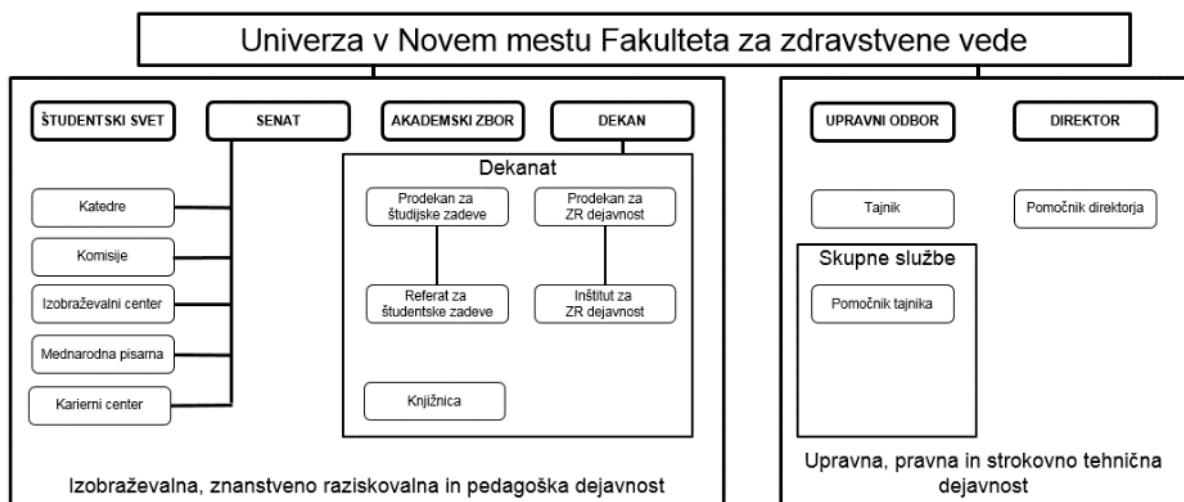 Univerza v Novem mestu Fakulteta za zdravstvene vede
ŠTUDENTSKI SVET
SENAT
AKADEMSKI ZBOR
DEKAN
Katedre
Komisije
Izobraževalni center
Mednarodna pisarna
Karierni center
Dekanat
Prodekan za
študijske zadeve
Prodekan za
ZR dejavnost
Referat za
študentske zadeve
Inštitut za
ZR dejavnost
Knjižnica
Izobraževalna, znanstveno raziskovalna in pedagoška dejavnost
UPRAVNI ODBOR
DIREKTOR
Tajnik
Pomočnik direktorja
Skupne službe
Pomočnik tajnika
Upravna, pravna in strokovno tehnična
dejavnost